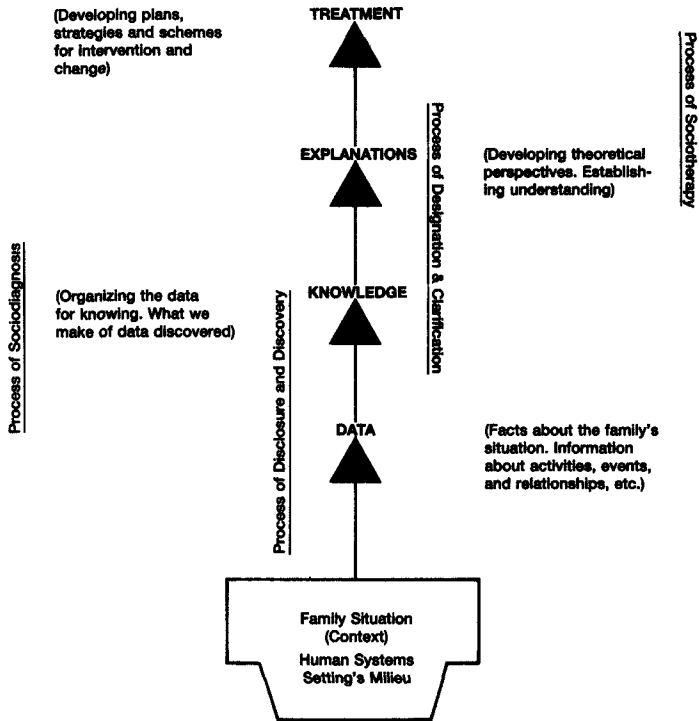 (Developing plans,
strategies and schemes
for intervention and
change)
TREATMENT
Process of Sociotherapy
EXPLANATIONS
Process of Designation & Clarification
(Developing theoretical
perspectives. Establish-
ing understanding)
Process of Sociodiagnosis
(Organizing the data
for knowing. What we
make of data discovered)
KNOWLEDGE
Process of Disclosure and Discovery
DATA
(Facts about the family's
situation. Information
about activities, events,
and relationships, etc.)
Family Situation
(Context)
Human Systems
Setting's Milieu